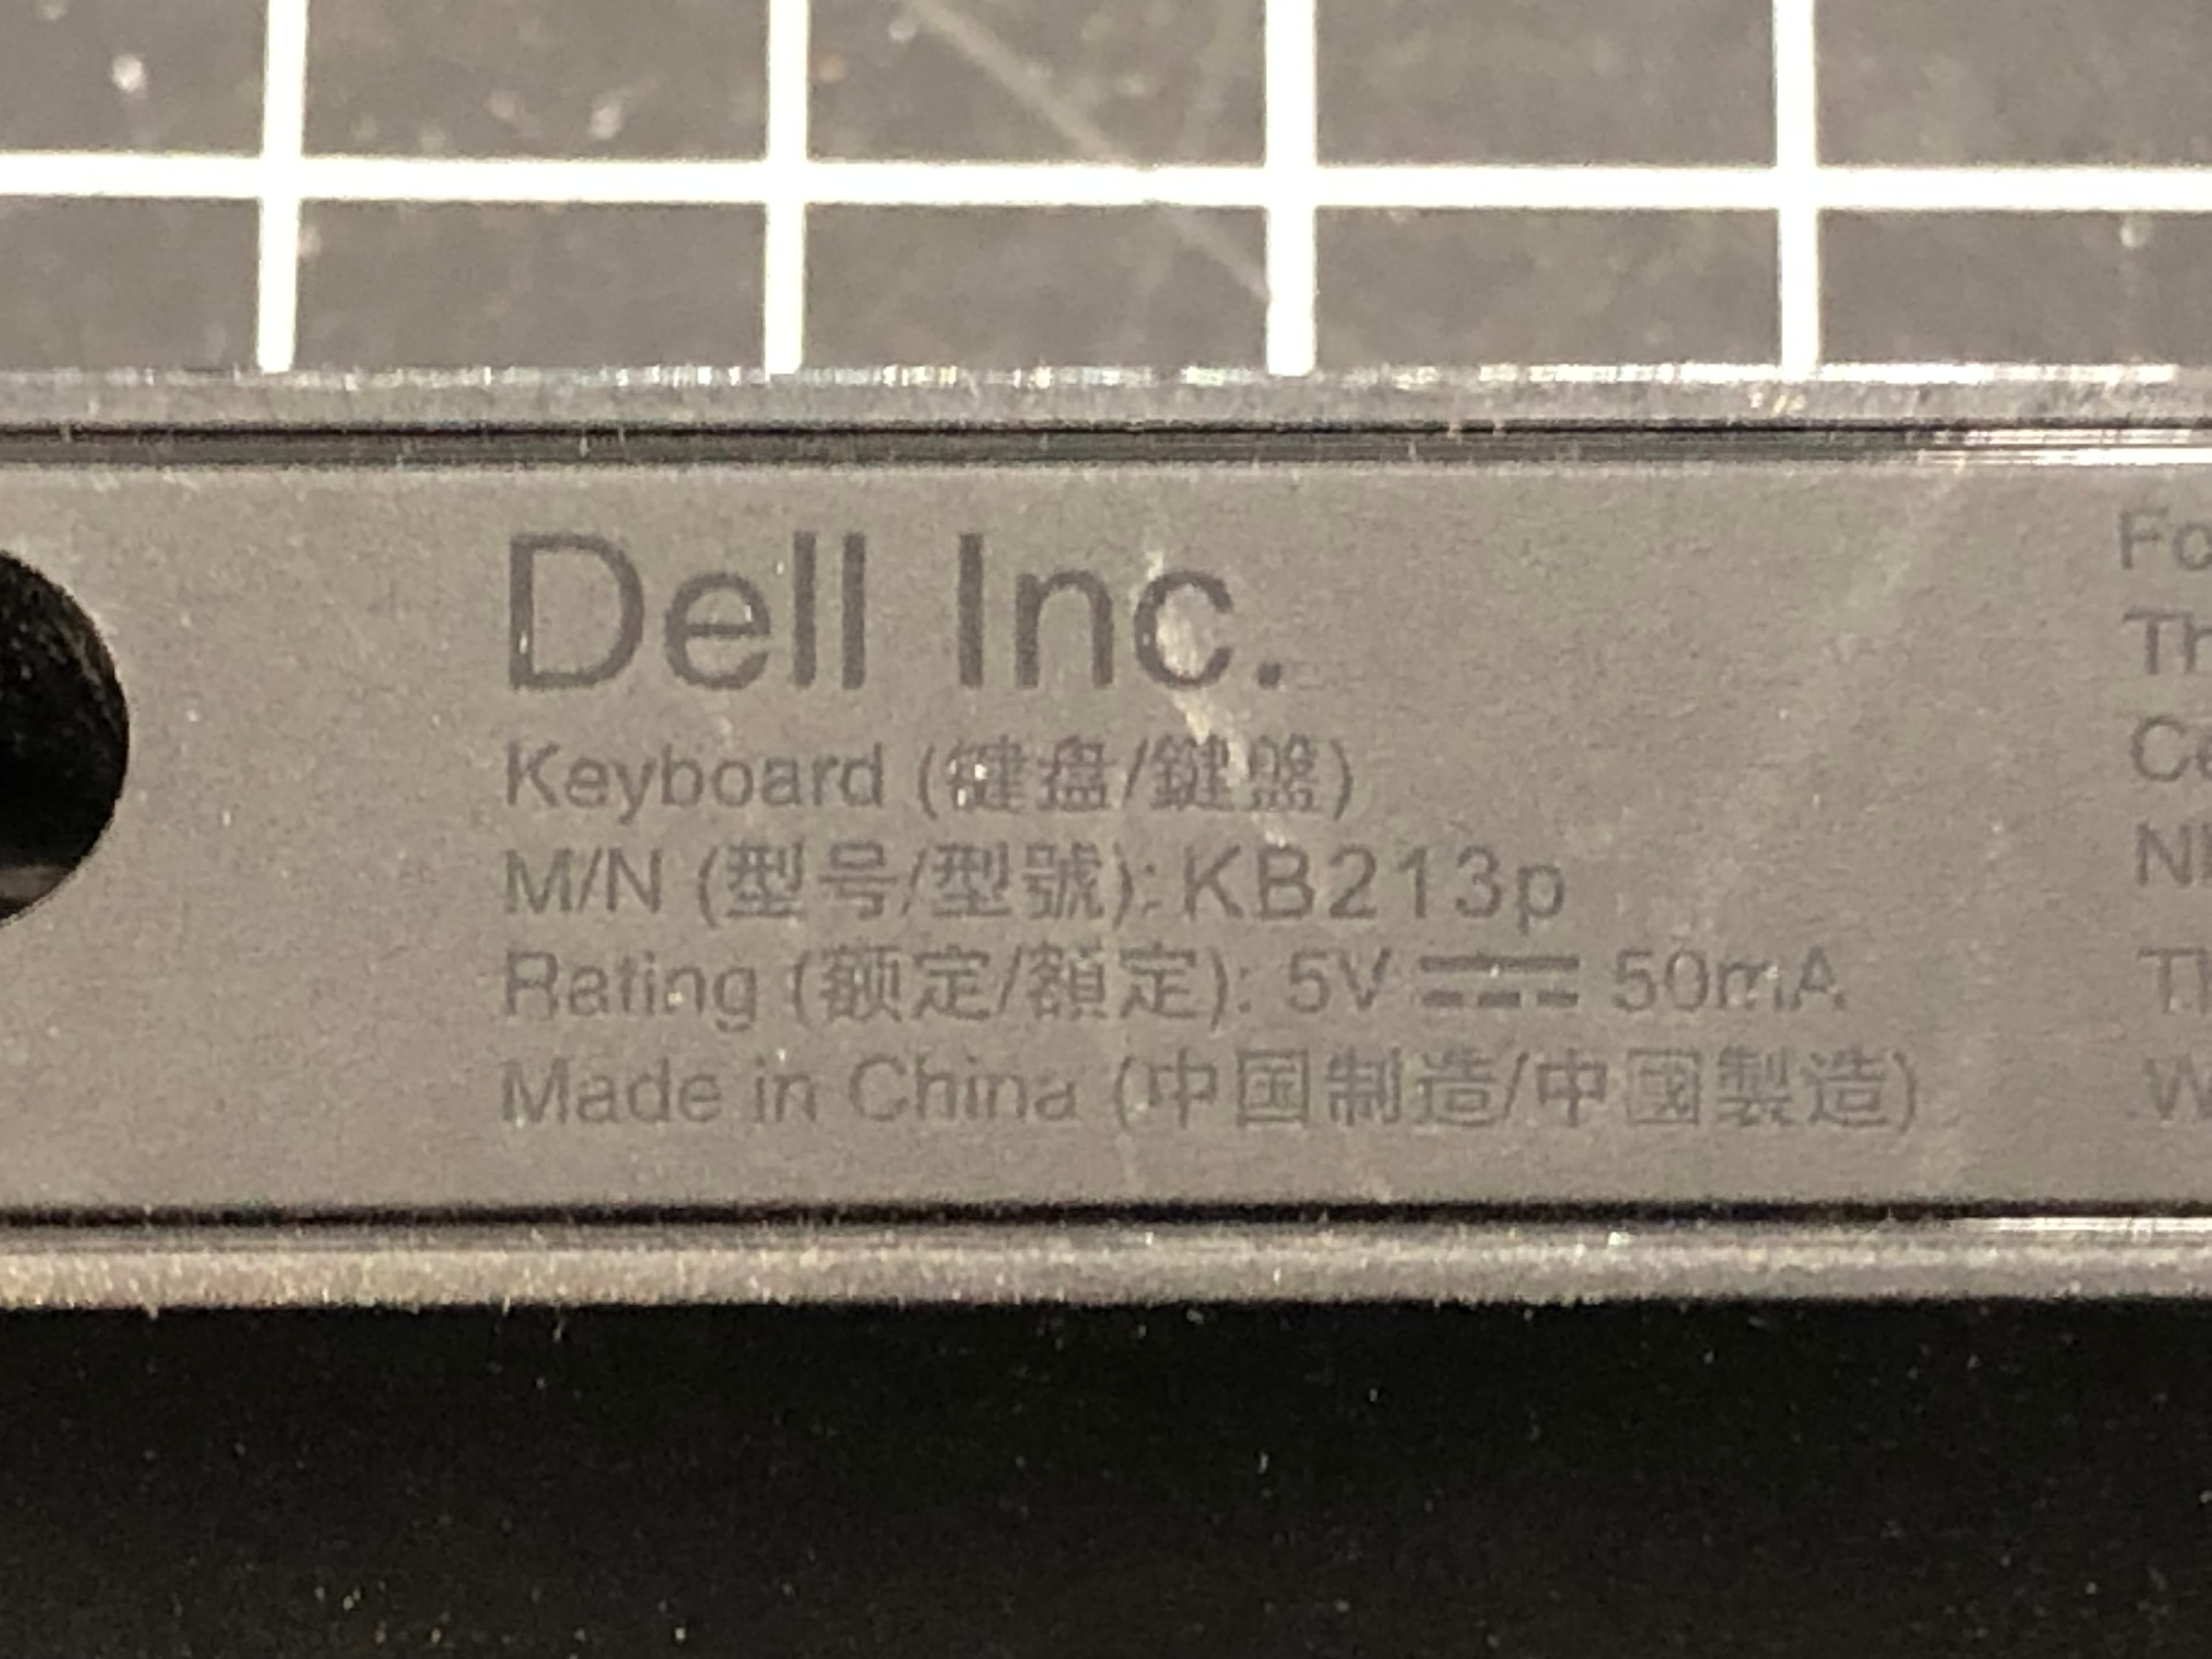 Dell Inc.
Keyboard (键盘/鍵盤)
M/N (型号/型號): KB213p
Rating (额定/額定): 5V ⎓ 50mA
Made in China (中国制造/中國製造)